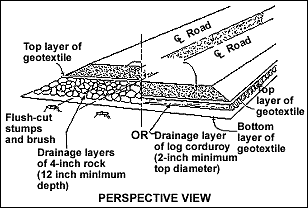 ℄ Road
℄ Road
Top layer of
geotextile
Top
layer of
geotextile
Flush-cut
stumps
and brush
Drainage layers
of 4-inch rock
(12 inch minimum
depth)
OR
Drainage layer
of log corduroy
(2-inch minimum
top diameter)
Bottom
layer of
geotextile
PERSPECTIVE VIEW